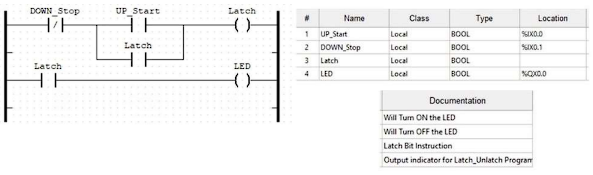 DOWN_Stop UP_Start Latch
Latch
Latch LED
# Name Class Type Location
1 UP_Start Local BOOL %IX0.0
2 DOWN_Stop Local BOOL %IX0.1
3 Latch Local BOOL
4 LED Local BOOL %QX0.0
Documentation
Will Turn ON the LED
Will Turn OFF the LED
Latch Bit Instruction
Output indicator for Latch_Unlatch Program